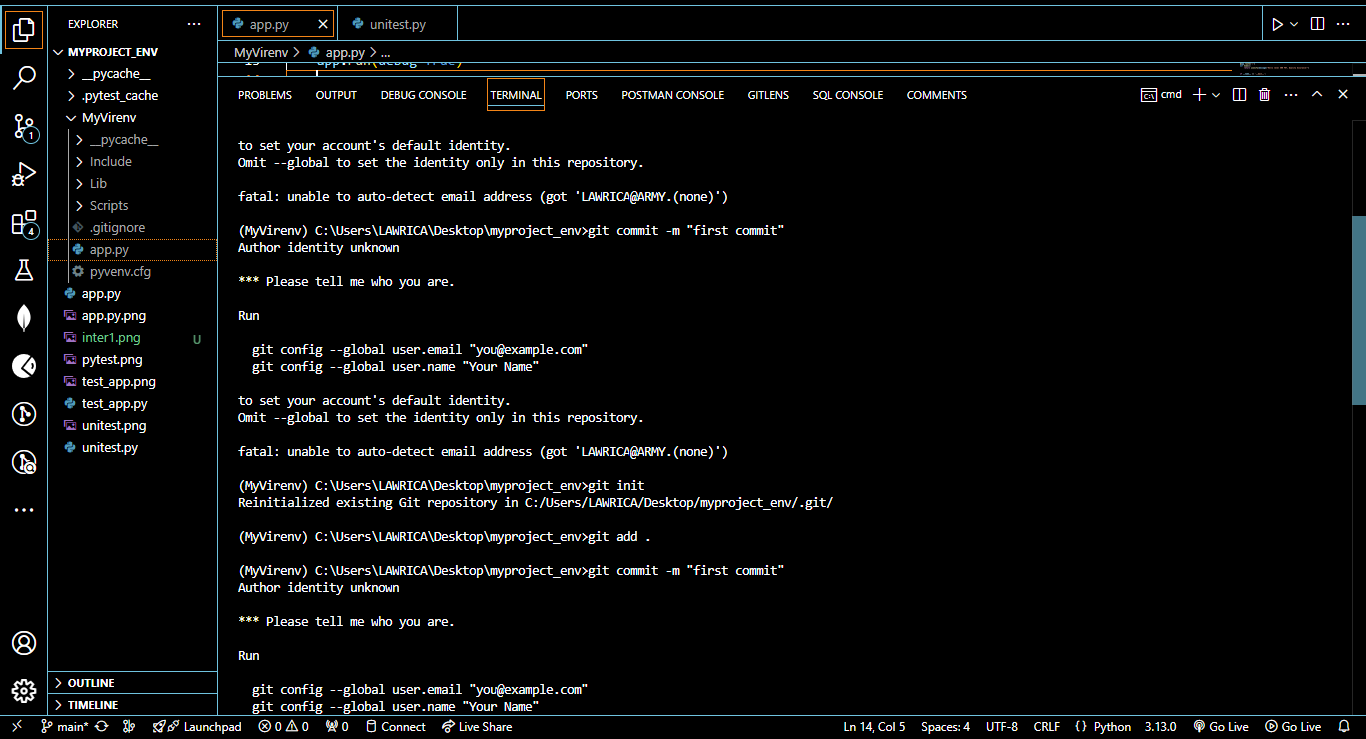 EXPLORER
MYPROJECT_ENV
__pycache__
.pytest_cache
MyVirenv
__pycache__
Include
Lib
Scripts
.gitignore
app.py
pyvenv.cfg
app.py
app.py.png
inter1.png U
pytest.png
test_app.png
test_app.py
unitest.png
unitest.py
OUTLINE
TIMELINE
1
4
app.py
unitest.py
MyVirenv > app.py > ...
PROBLEMS OUTPUT DEBUG CONSOLE TERMINAL PORTS POSTMAN CONSOLE GITLENS SQL CONSOLE COMMENTS
cmd
to set your account's default identity.
Omit --global to set the identity only in this repository.
fatal: unable to auto-detect email address (got 'LAWRICA@ARMY.(none)')
(MyVirenv) C:\Users\LAWRICA\Desktop\myproject_env>git commit -m "first commit"
Author identity unknown
*** Please tell me who you are.
Run
git config --global user.email "you@example.com"
git config --global user.name "Your Name"
to set your account's default identity.
Omit --global to set the identity only in this repository.
fatal: unable to auto-detect email address (got 'LAWRICA@ARMY.(none)')
(MyVirenv) C:\Users\LAWRICA\Desktop\myproject_env>git init
Reinitialized existing Git repository in C:/Users/LAWRICA/Desktop/myproject_env/.git/
(MyVirenv) C:\Users\LAWRICA\Desktop\myproject_env>git add .
(MyVirenv) C:\Users\LAWRICA\Desktop\myproject_env>git commit -m "first commit"
Author identity unknown
*** Please tell me who you are.
Run
git config --global user.email "you@example.com"
git config --global user.name "Your Name"
main* Launchpad 0 0 0 Connect Live Share Ln 14, Col 5 Spaces: 4 UTF-8 CRLF {} Python 3.13.0 Go Live Go Live